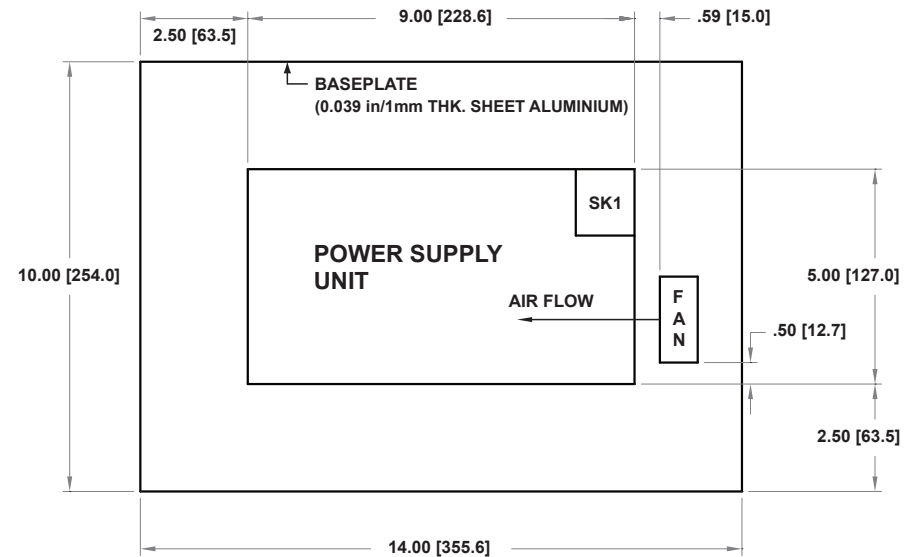 9.00 [228.6]
.59 [15.0]
2.50 [63.5]
BASEPLATE
(0.039 in/1mm THK. SHEET ALUMINIUM)
SK1
POWER SUPPLY
UNIT
10.00 [254.0]
5.00 [127.0]
AIR FLOW
F
A
N
.50 [12.7]
2.50 [63.5]
14.00 [355.6]